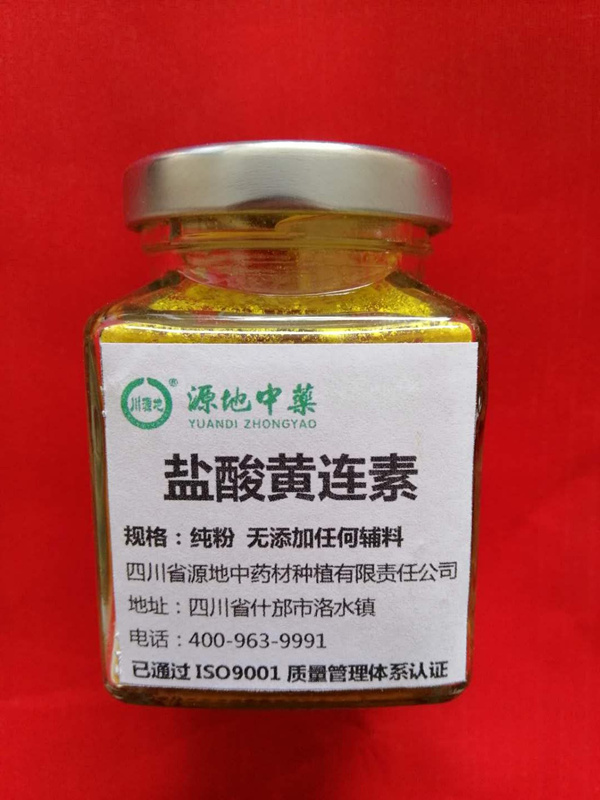 川源地®
源地中藥
YUANDI ZHONGYAO
盐酸黄连素
规格：纯粉 无添加任何辅料
四川省源地中药材种植有限责任公司
地址：四川省什邡市洛水镇
电话：400-963-9991
已通过 ISO9001 质量管理体系认证